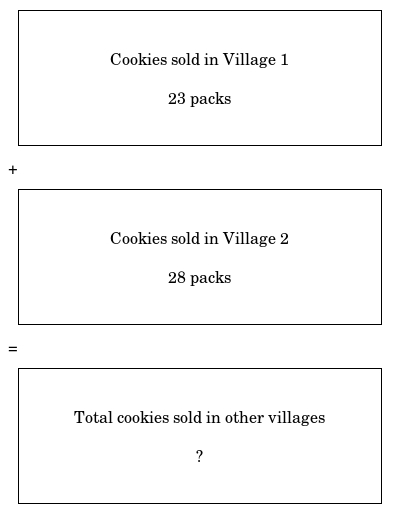 Cookies sold in Village 1
23 packs
+
Cookies sold in Village 2
28 packs
=
Total cookies sold in other villages
?